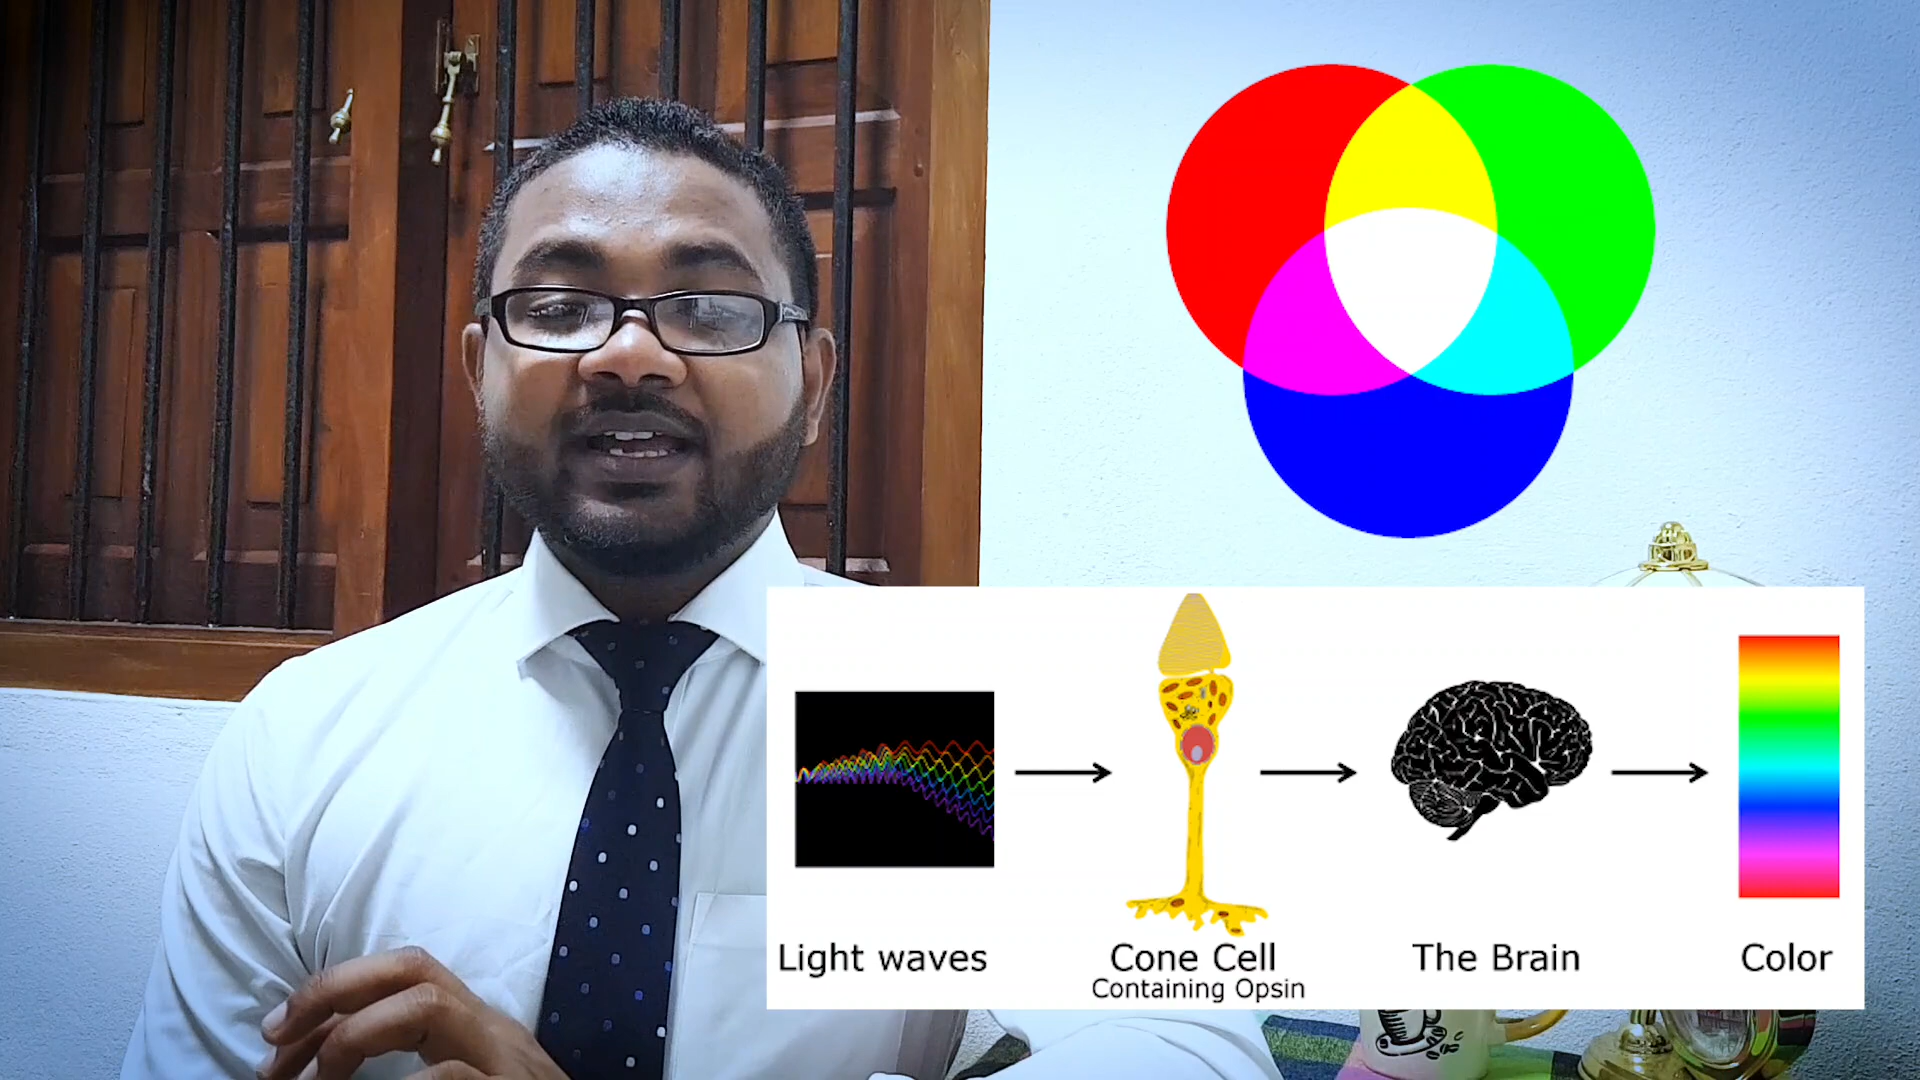 Light waves
Cone Cell
Containing Opsin
The Brain
Color